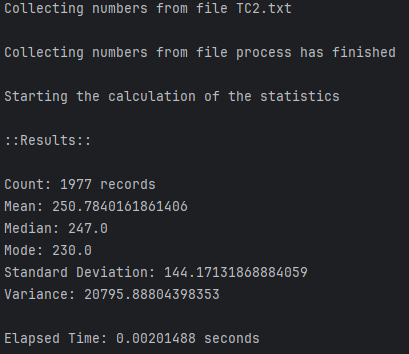 Collecting numbers from file TC2.txt
Collecting numbers from file process has finished
Starting the calculation of the statistics
::Results::
Count: 1977 records
Mean: 250.7840161861406
Median: 247.0
Mode: 230.0
Standard Deviation: 144.17131868884059
Variance: 20795.88804398353
Elapsed Time: 0.00201488 seconds